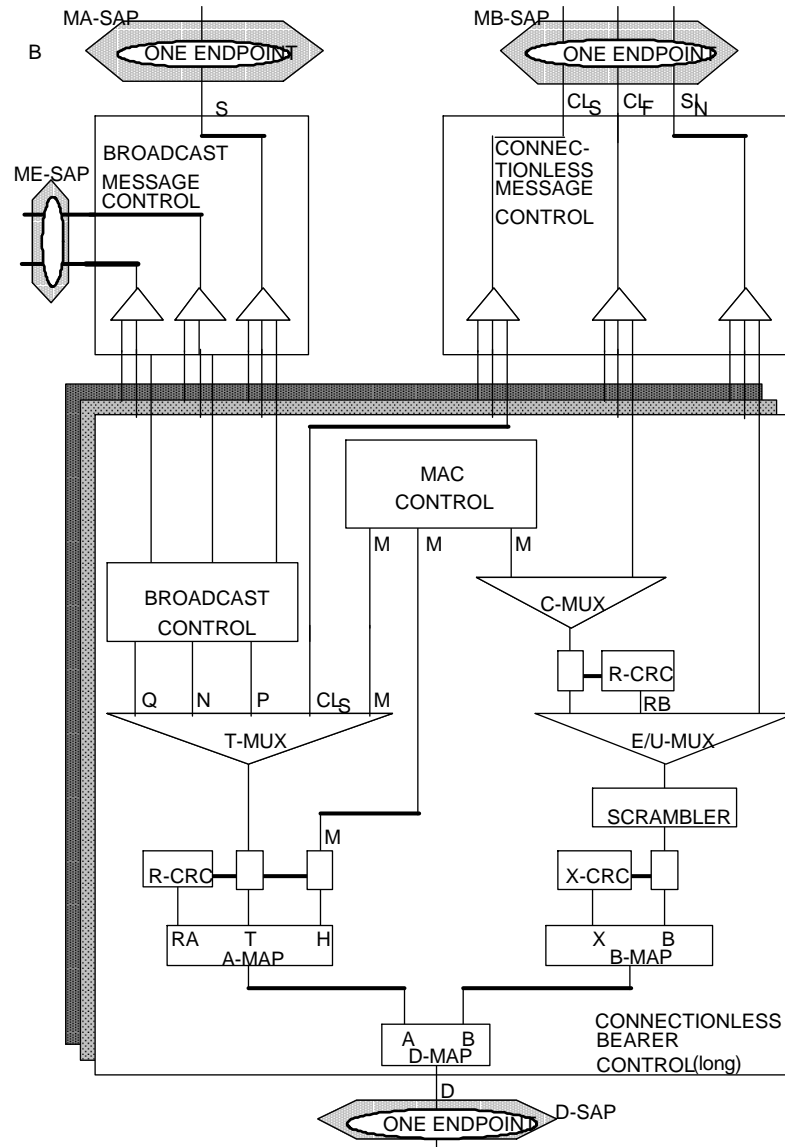 MA-SAP
MB-SAP
B
ONE ENDPOINT
ONE ENDPOINT
S
CLS
CLF
SIN
ME-SAP
BROADCAST
MESSAGE
CONTROL
CONNEC-
TIONLESS
MESSAGE
CONTROL
MAC
CONTROL
M
M
M
BROADCAST
CONTROL
C-MUX
R-CRC
RB
Q
N
P
CLS
M
T-MUX
E/U-MUX
SCRAMBLER
M
R-CRC
X-CRC
RA
T
H
A-MAP
X
B
B-MAP
A
B
D-MAP
CONNECTIONLESS
BEARER
CONTROL(long)
D
ONE ENDPOINT
D-SAP